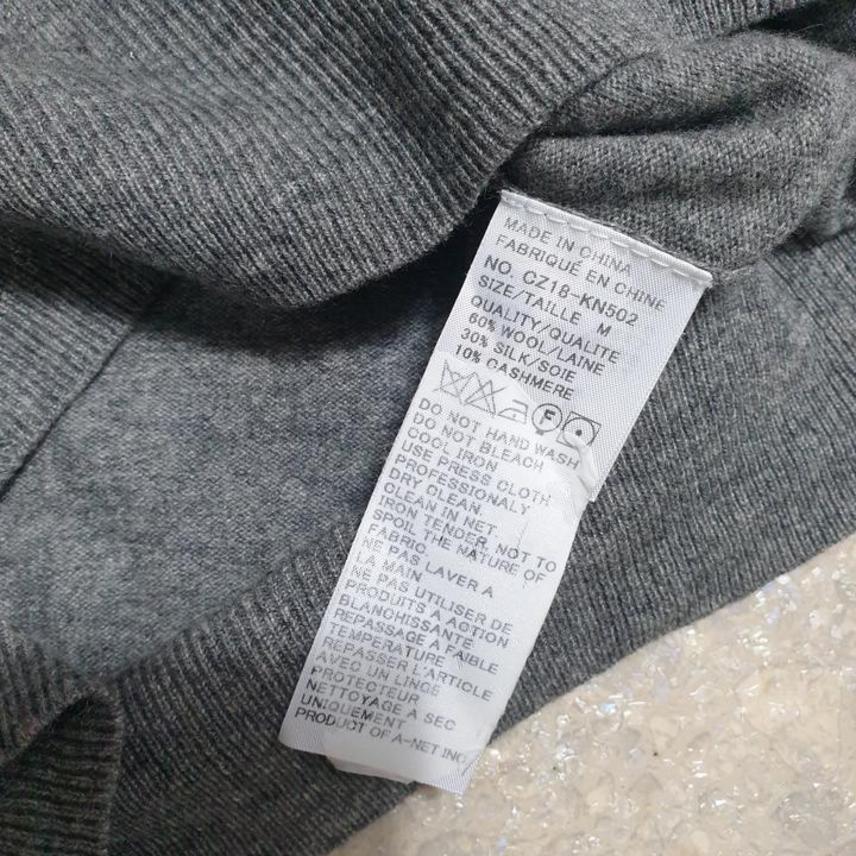 MADE IN CHINA
FABRIQUÉ EN CHINE
NO. CZ18-KN502
SIZE/TAILLE M
QUALITY/QUALITE
60% WOOL/LAINE
30% SILK/SOIE
10% CASHMERE
F
DO NOT HAND WASH
DO NOT BLEACH
COOL IRON
USE PRESS CLOTH
PROFESSIONALY
DRY CLEAN.
CLEAN IN NET.
IRON TENDER, NOT TO
SPOIL THE NATURE OF
FABRIC.
NE PAS LAVER A
LA MAIN
NE PAS UTILISER DE
PRODUITS A ACTION
BLANCHISSANTE
REPASSAGE A FAIBLE
TEMPERATURE
REPASSER L'ARTICLE
AVEC UN LINGE
PROTECTEUR
NETTOYAGE A SEC
UNIQUEMENT
PRODUCT OF A-NET INC.